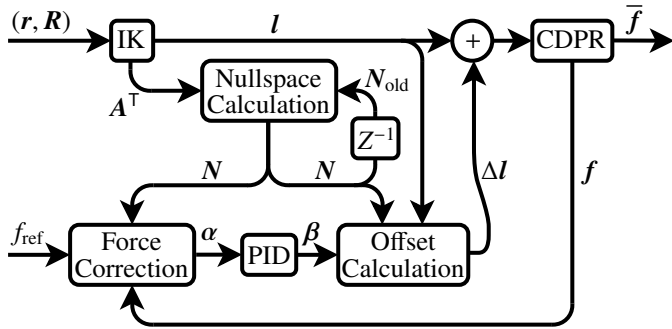 (r, R)
IK
l
+
CDPR
f̅
Aᵀ
Nullspace
Calculation
N_old
Z⁻¹
N
N
Δl
f
f_ref
Force
Correction
α
PID
β
Offset
Calculation